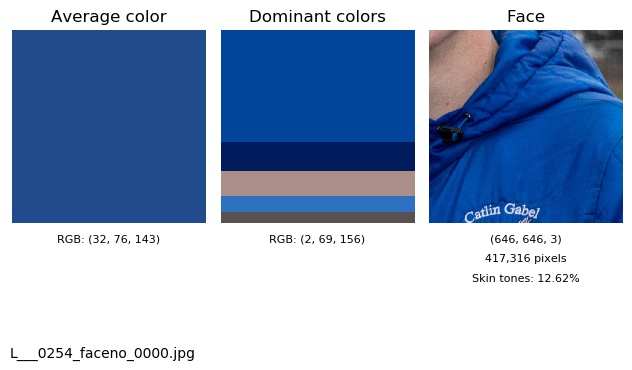 Average color
Dominant colors
Face
Catlin Gabel
RGB: (32, 76, 143)
RGB: (2, 69, 156)
(646, 646, 3)
417,316 pixels
Skin tones: 12.62%
L___0254_faceno_0000.jpg